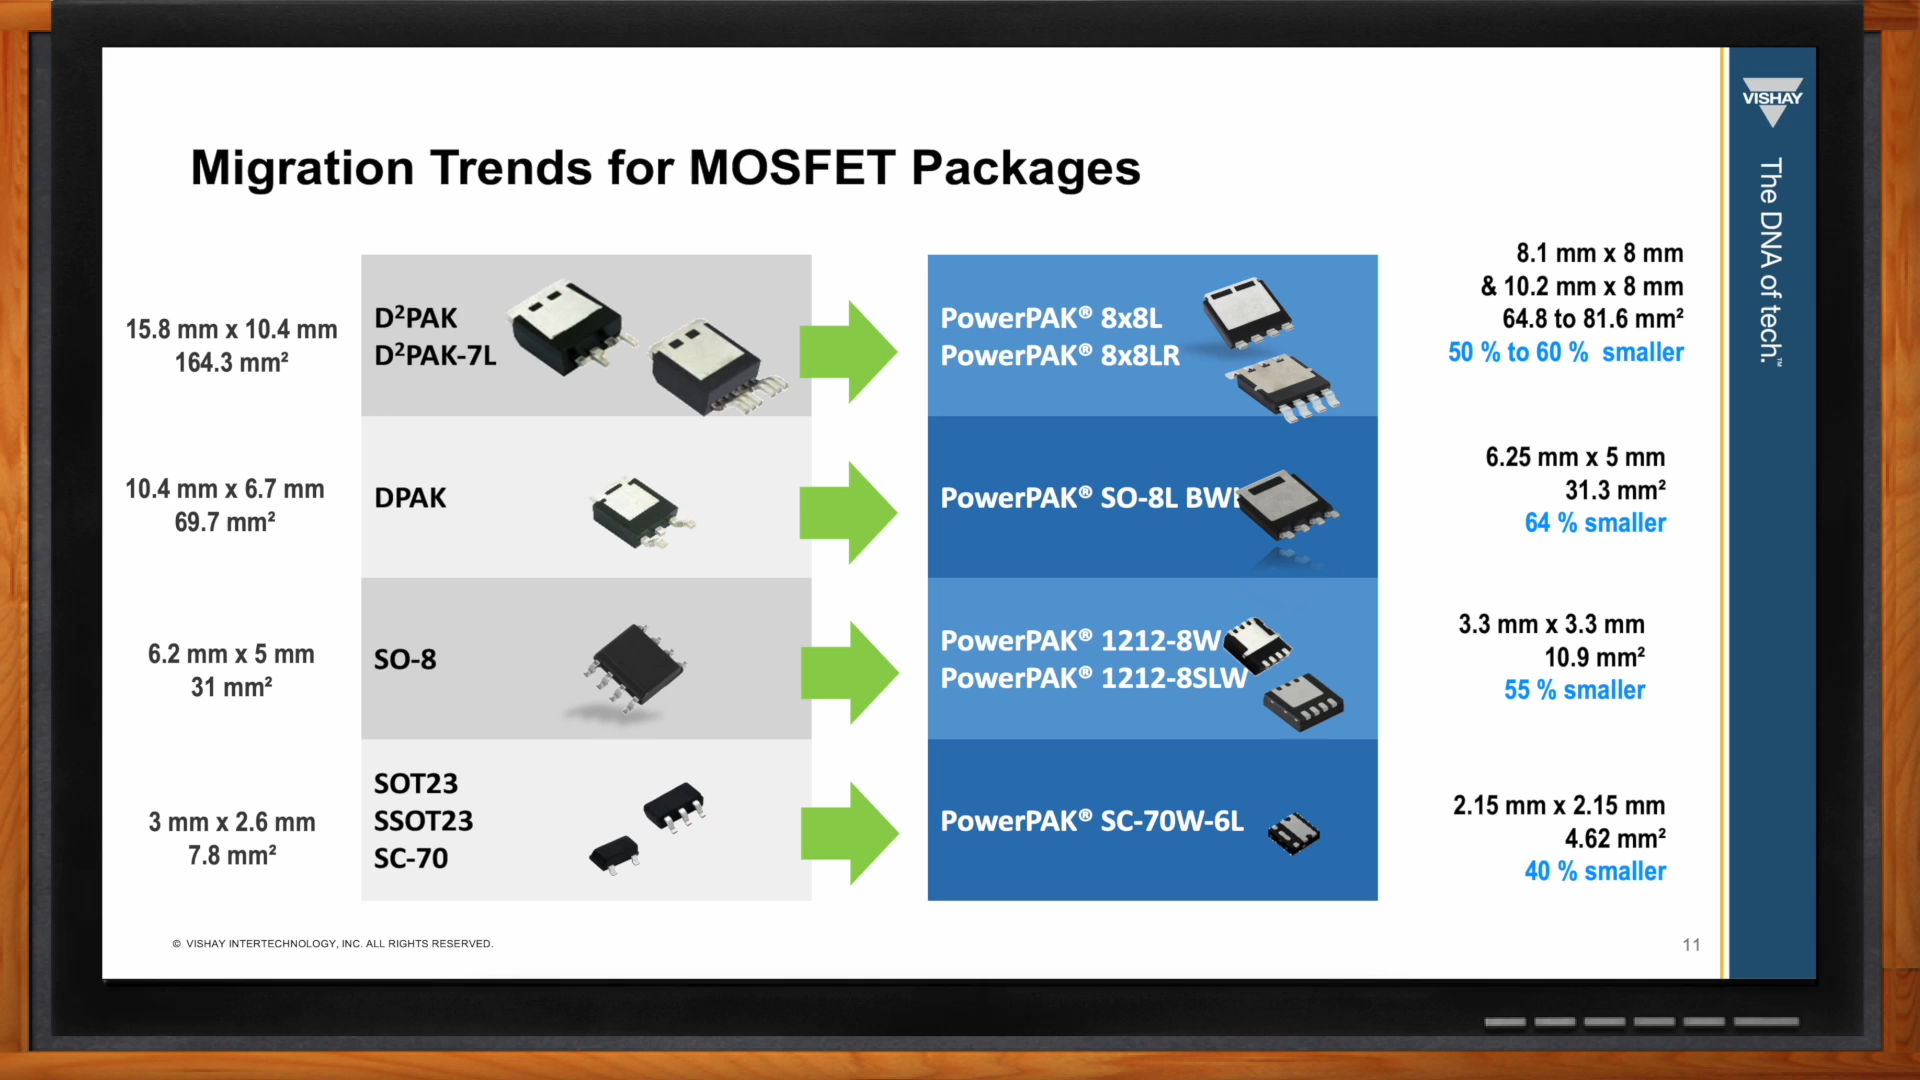 VISHAY
The DNA of tech.™
Migration Trends for MOSFET Packages
15.8 mm x 10.4 mm
164.3 mm²
D²PAK
D²PAK-7L
PowerPAK® 8x8L
PowerPAK® 8x8LR
8.1 mm x 8 mm
& 10.2 mm x 8 mm
64.8 to 81.6 mm²
50 % to 60 % smaller
10.4 mm x 6.7 mm
69.7 mm²
DPAK
PowerPAK® SO-8L
6.25 mm x 5 mm
31.3 mm²
64 % smaller
6.2 mm x 5 mm
31 mm²
SO-8
PowerPAK® 1212-8W
PowerPAK® 1212-8SLW
3.3 mm x 3.3 mm
10.9 mm²
55 % smaller
3 mm x 2.6 mm
7.8 mm²
SOT23
SSOT23
SC-70
PowerPAK® SC-70W-6L
2.15 mm x 2.15 mm
4.62 mm²
40 % smaller
© VISHAY INTERTECHNOLOGY, INC. ALL RIGHTS RESERVED.
11